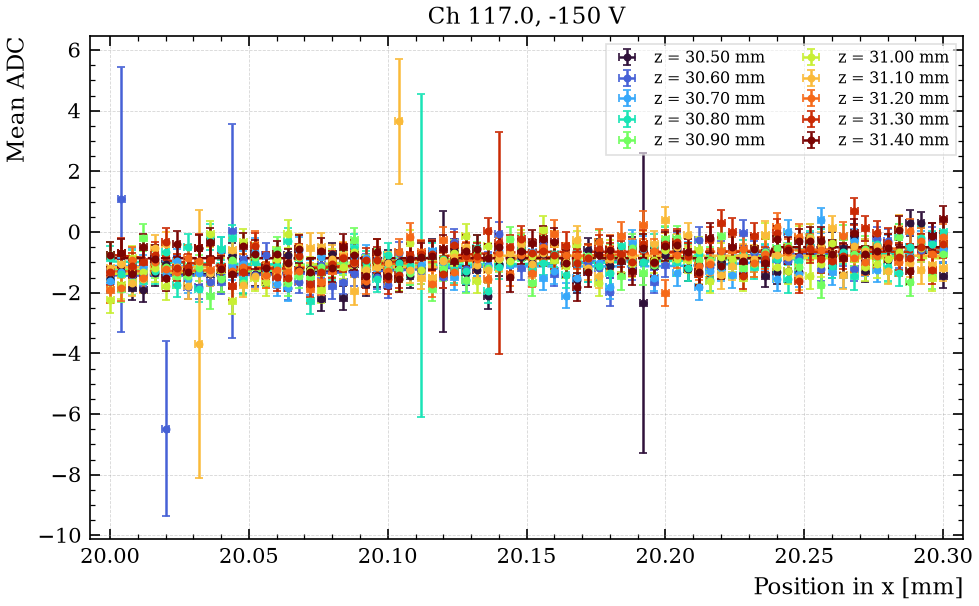 Ch 117.0, -150 V
Mean ADC
6
4
2
0
−2
−4
−6
−8
−10
z = 30.50 mm
z = 30.60 mm
z = 30.70 mm
z = 30.80 mm
z = 30.90 mm
z = 31.00 mm
z = 31.10 mm
z = 31.20 mm
z = 31.30 mm
z = 31.40 mm
20.00 20.05 20.10 20.15 20.20 20.25 20.30
Position in x [mm]